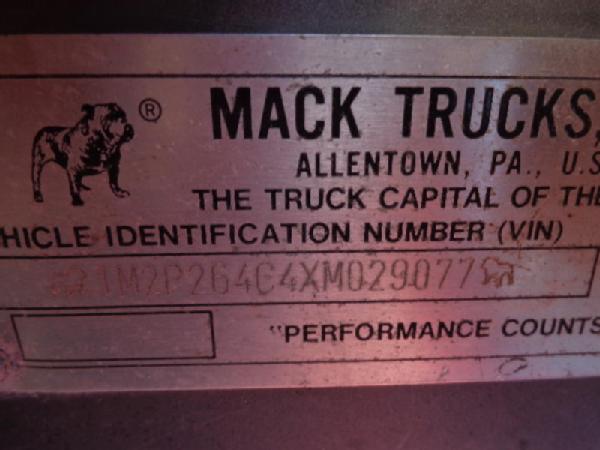 ®
MACK TRUCKS,
ALLENTOWN, PA., U.S
THE TRUCK CAPITAL OF THE
HICLE IDENTIFICATION NUMBER (VIN)
1M2P264C4XM029077
"PERFORMANCE COUNTS